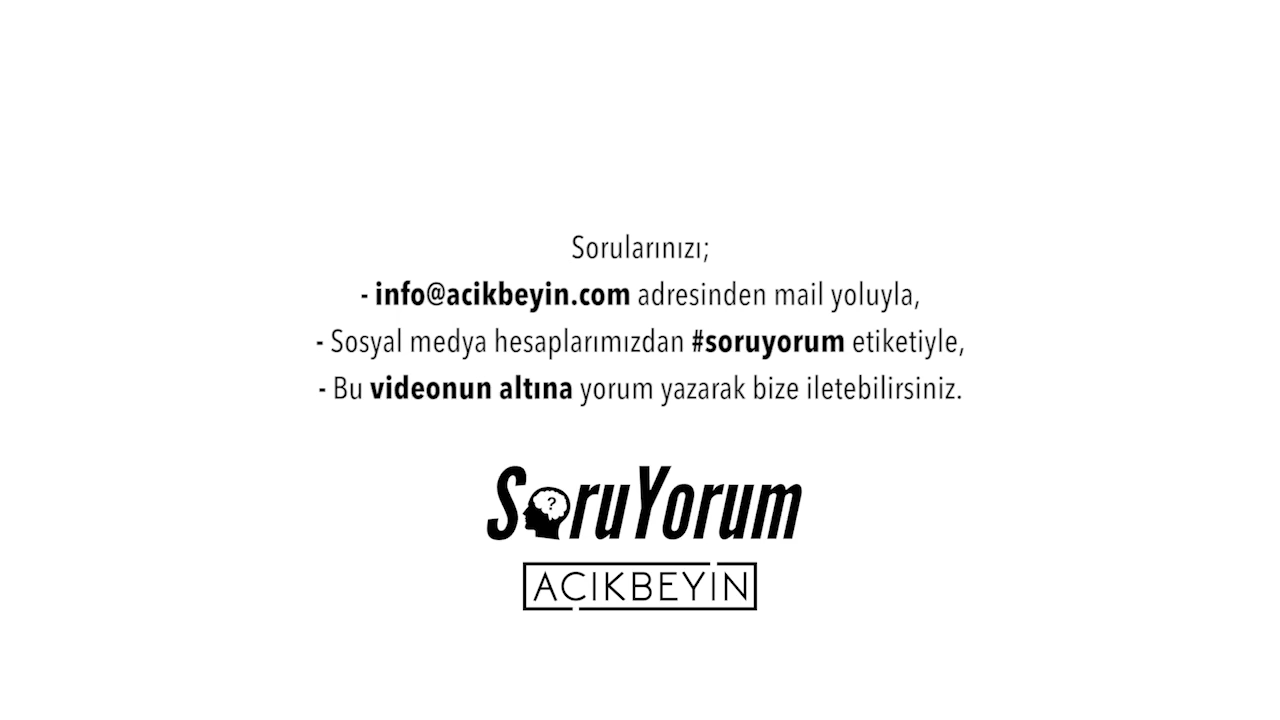 Sorularınızı;
- info@acikbeyin.com adresinden mail yoluyla,
- Sosyal medya hesaplarımızdan #soruyorum etiketiyle,
- Bu videonun altına yorum yazarak bize iletebilirsiniz.
SoruYorum
AÇIKBEYİN